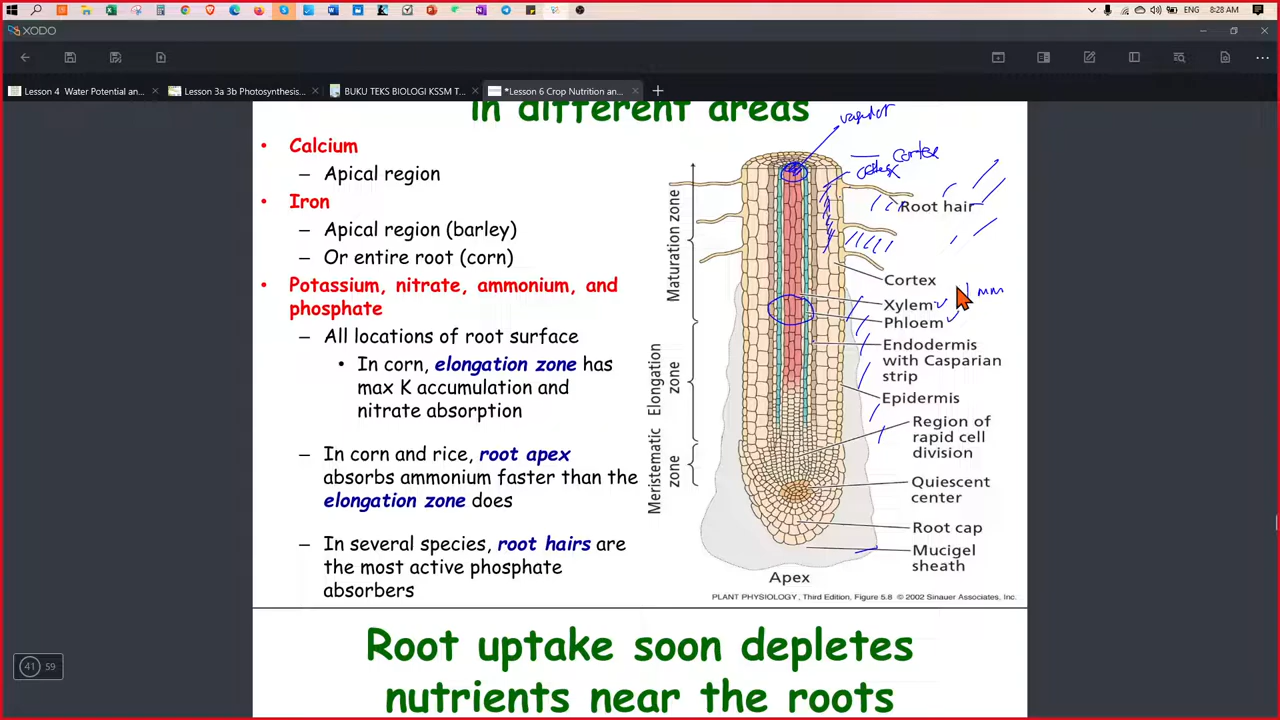 ENG
8:28 AM
XODO
Lesson 4 Water Potential an...
Lesson 3a 3b Photosynthesis...
BUKU TEKS BIOLOGI KSSM T...
*Lesson 6 Crop Nutrition an...
in different areas
• Calcium
– Apical region
• Iron
– Apical region (barley)
– Or entire root (corn)
• Potassium, nitrate, ammonium, and
phosphate
– All locations of root surface
• In corn, elongation zone has
max K accumulation and
nitrate absorption
– In corn and rice, root apex
absorbs ammonium faster than the
elongation zone does
– In several species, root hairs are
the most active phosphate
absorbers
Maturation zone
Elongation
zone
Meristematic
zone
cortex
cortex
Root hair
Cortex
Xylem
mm
Phloem
Endodermis
with Casparian
strip
Epidermis
Region of
rapid cell
division
Quiescent
center
Root cap
Mucigel
sheath
Apex
PLANT PHYSIOLOGY, Third Edition, Figure 5.8 © 2002 Sinauer Associates, Inc.
Root uptake soon depletes
nutrients near the roots
41 59